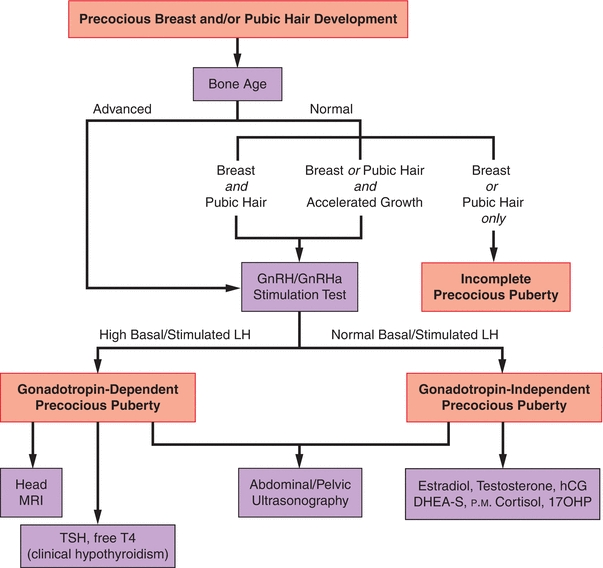 Precocious Breast and/or Pubic Hair Development
Bone Age
Advanced
Normal
Breast
and
Pubic Hair
Breast or Pubic Hair
and
Accelerated Growth
Breast
or
Pubic Hair
only
GnRH/GnRHa
Stimulation Test
Incomplete
Precocious Puberty
High Basal/Stimulated LH
Normal Basal/Stimulated LH
Gonadotropin-Dependent
Precocious Puberty
Gonadotropin-Independent
Precocious Puberty
Head
MRI
Abdominal/Pelvic
Ultrasonography
Estradiol, Testosterone, hCG
DHEA-S, P.M. Cortisol, 17OHP
TSH, free T4
(clinical hypothyroidism)